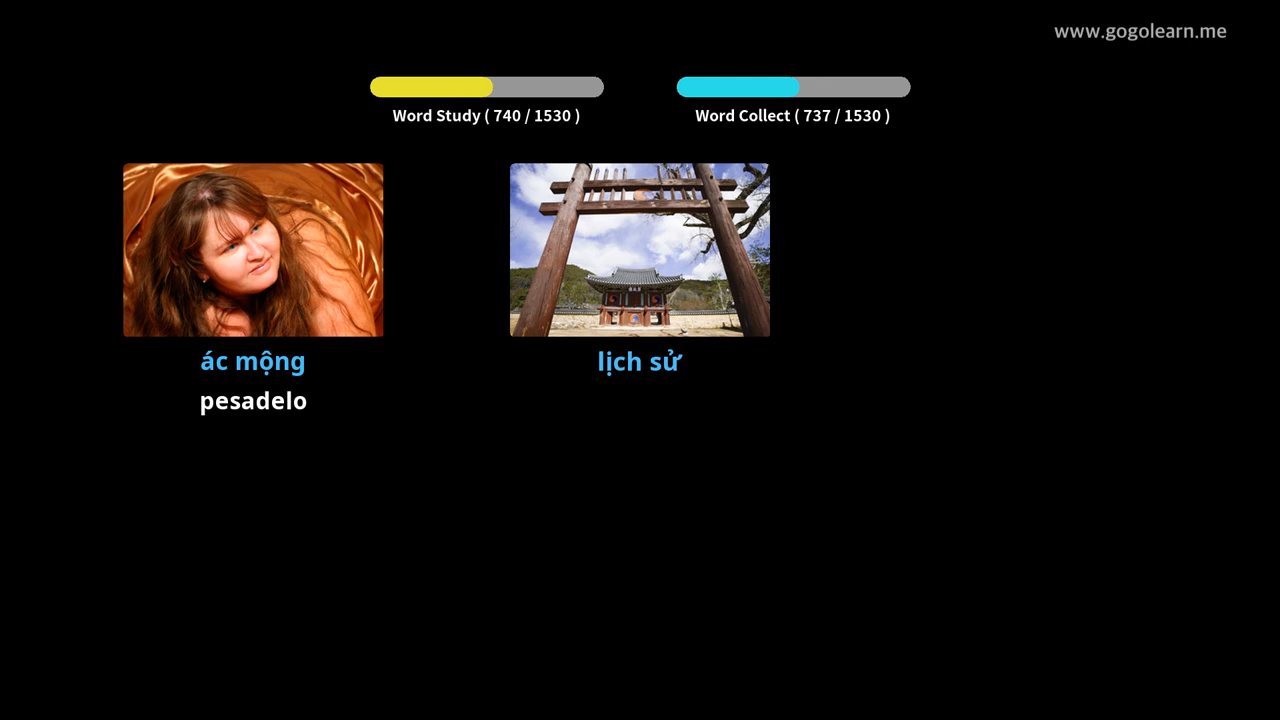 www.gogolearn.me
Word Study ( 740 / 1530 )
Word Collect ( 737 / 1530 )
ác mộng
pesadelo
lịch sử